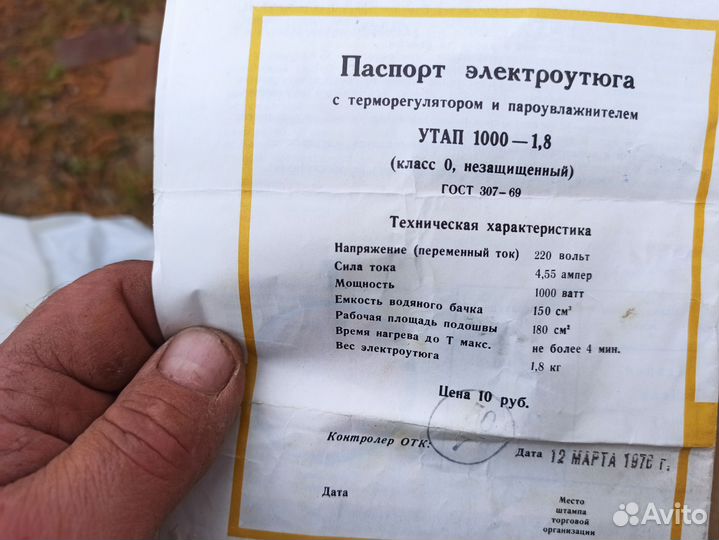 Паспорт электроутюга
с терморегулятором и пароувлажнителем
УТАП 1000—1,8
(класс 0, незащищенный)
ГОСТ 307—69
Техническая характеристика
Напряжение (переменный ток) 220 вольт
Сила тока 4,55 ампер
Мощность 1000 ватт
Емкость водяного бачка 150 см³
Рабочая площадь подошвы 180 см²
Время нагрева до Т макс. не более 4 мин.
Вес электроутюга 1,8 кг
Цена 10 руб.
Контролер ОТК:
Дата 12 МАРТА 1976 г.
Дата
Место
штампа
торговой
организации
Avito